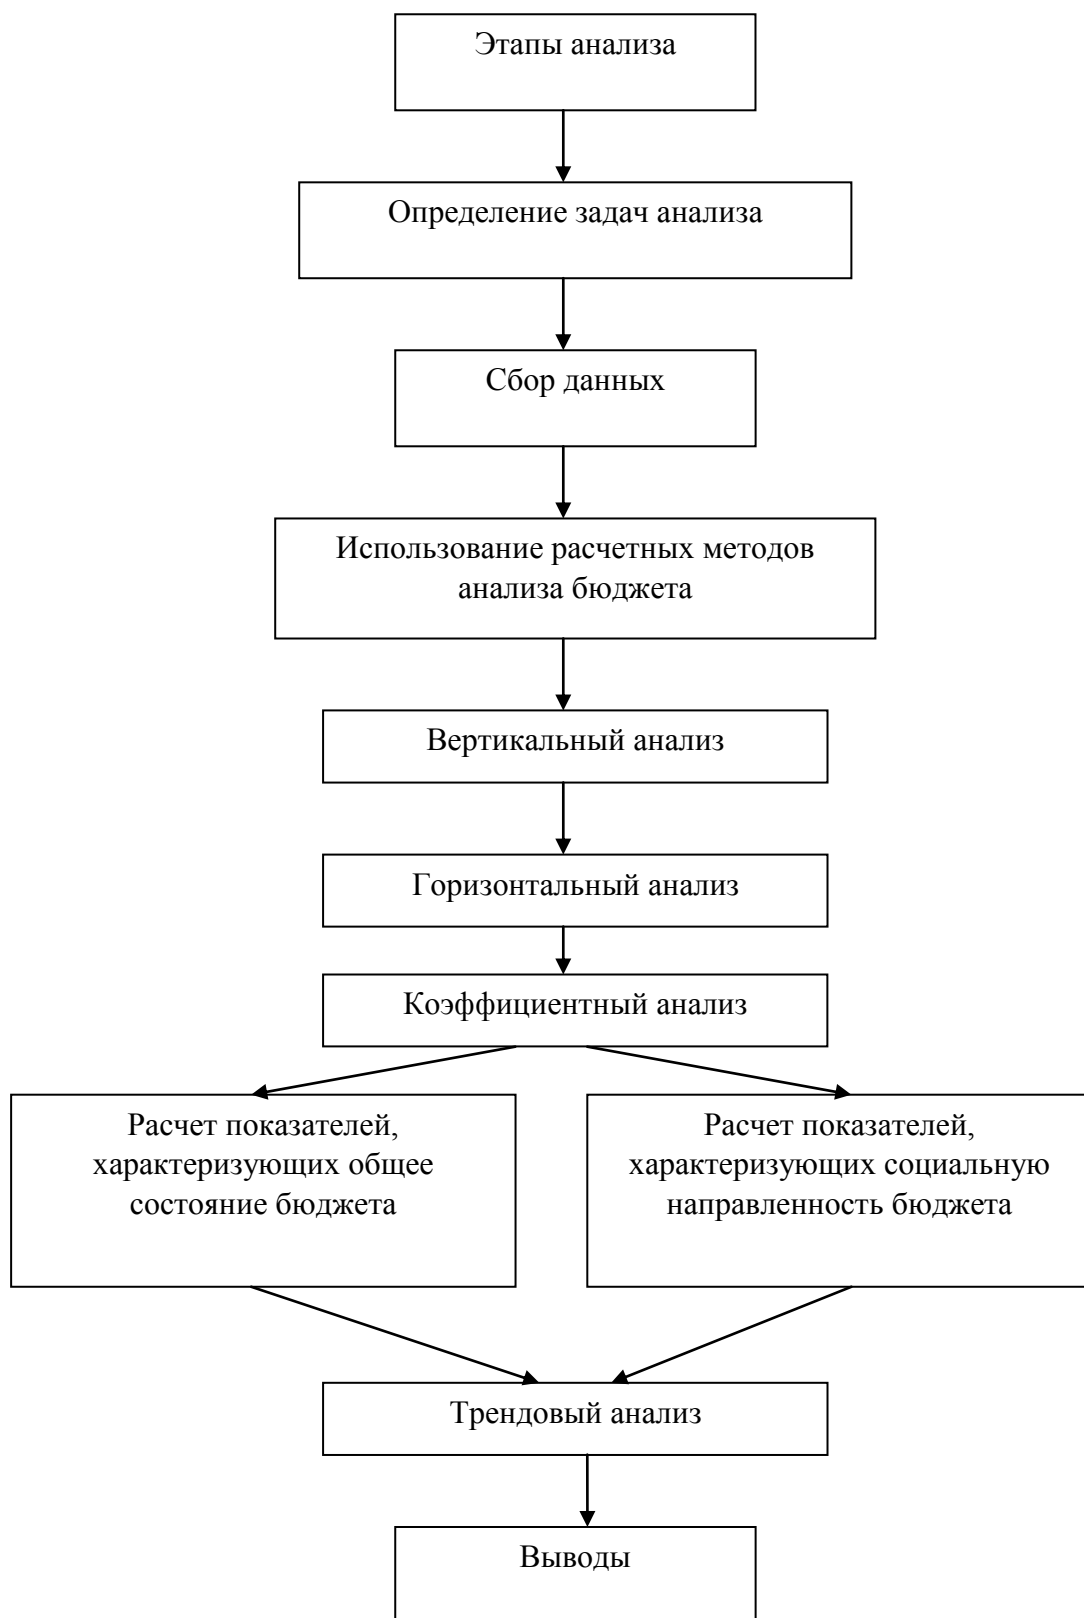 Этапы анализа
Определение задач анализа
Сбор данных
Использование расчетных методов
анализа бюджета
Вертикальный анализ
Горизонтальный анализ
Коэффициентный анализ
Расчет показателей,
характеризующих общее
состояние бюджета
Расчет показателей,
характеризующих социальную
направленность бюджета
Трендовый анализ
Выводы